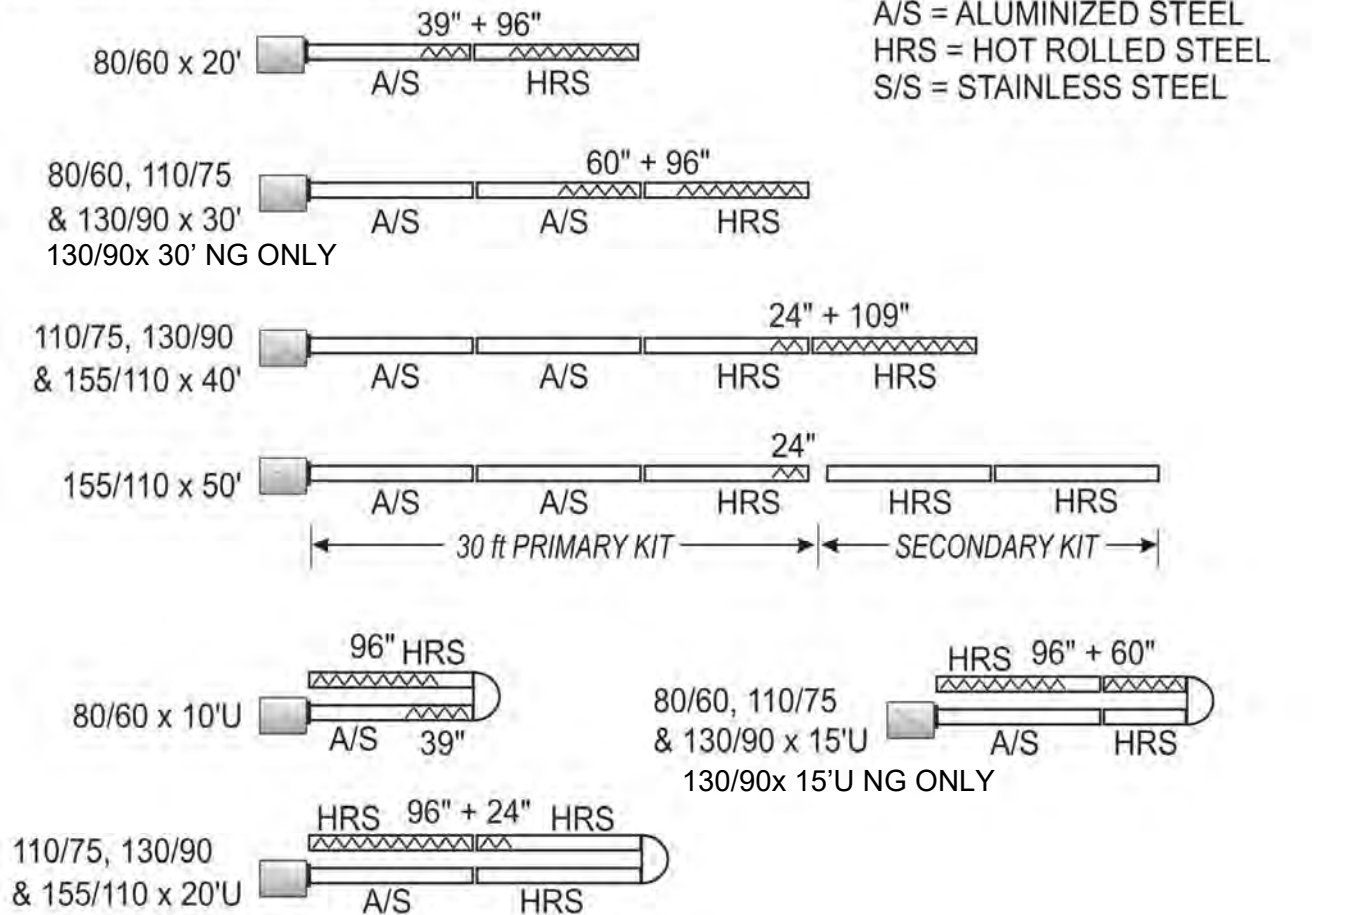 39" + 96"
80/60 x 20'
A/S HRS
A/S = ALUMINIZED STEEL
HRS = HOT ROLLED STEEL
S/S = STAINLESS STEEL
60" + 96"
80/60, 110/75
& 130/90 x 30'
130/90x 30’ NG ONLY
A/S A/S HRS
24" + 109"
110/75, 130/90
& 155/110 x 40'
A/S A/S HRS HRS
24"
155/110 x 50'
A/S A/S HRS HRS HRS
30 ft PRIMARY KIT SECONDARY KIT
96" HRS
80/60 x 10'U
A/S 39"
HRS 96" + 60"
80/60, 110/75
& 130/90 x 15'U
130/90x 15’U NG ONLY
A/S HRS
HRS 96" + 24" HRS
110/75, 130/90
& 155/110 x 20'U
A/S HRS